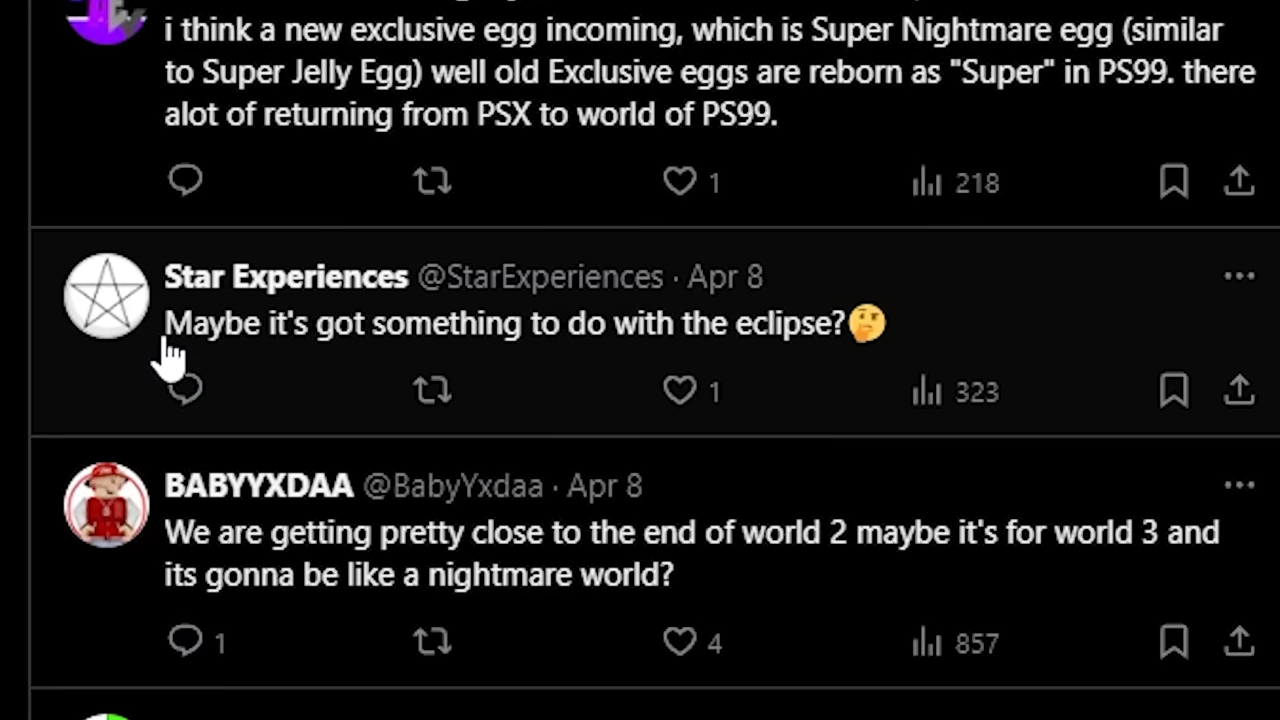 i think a new exclusive egg incoming, which is Super Nightmare egg (similar
to Super Jelly Egg) well old Exclusive eggs are reborn as "Super" in PS99. there
alot of returning from PSX to world of PS99.
1 218
Star Experiences @StarExperiences · Apr 8
Maybe it's got something to do with the eclipse?🤔
1 323
BABYYXDAA @BabyYxdaa · Apr 8
We are getting pretty close to the end of world 2 maybe it's for world 3 and
its gonna be like a nightmare world?
1 4 857